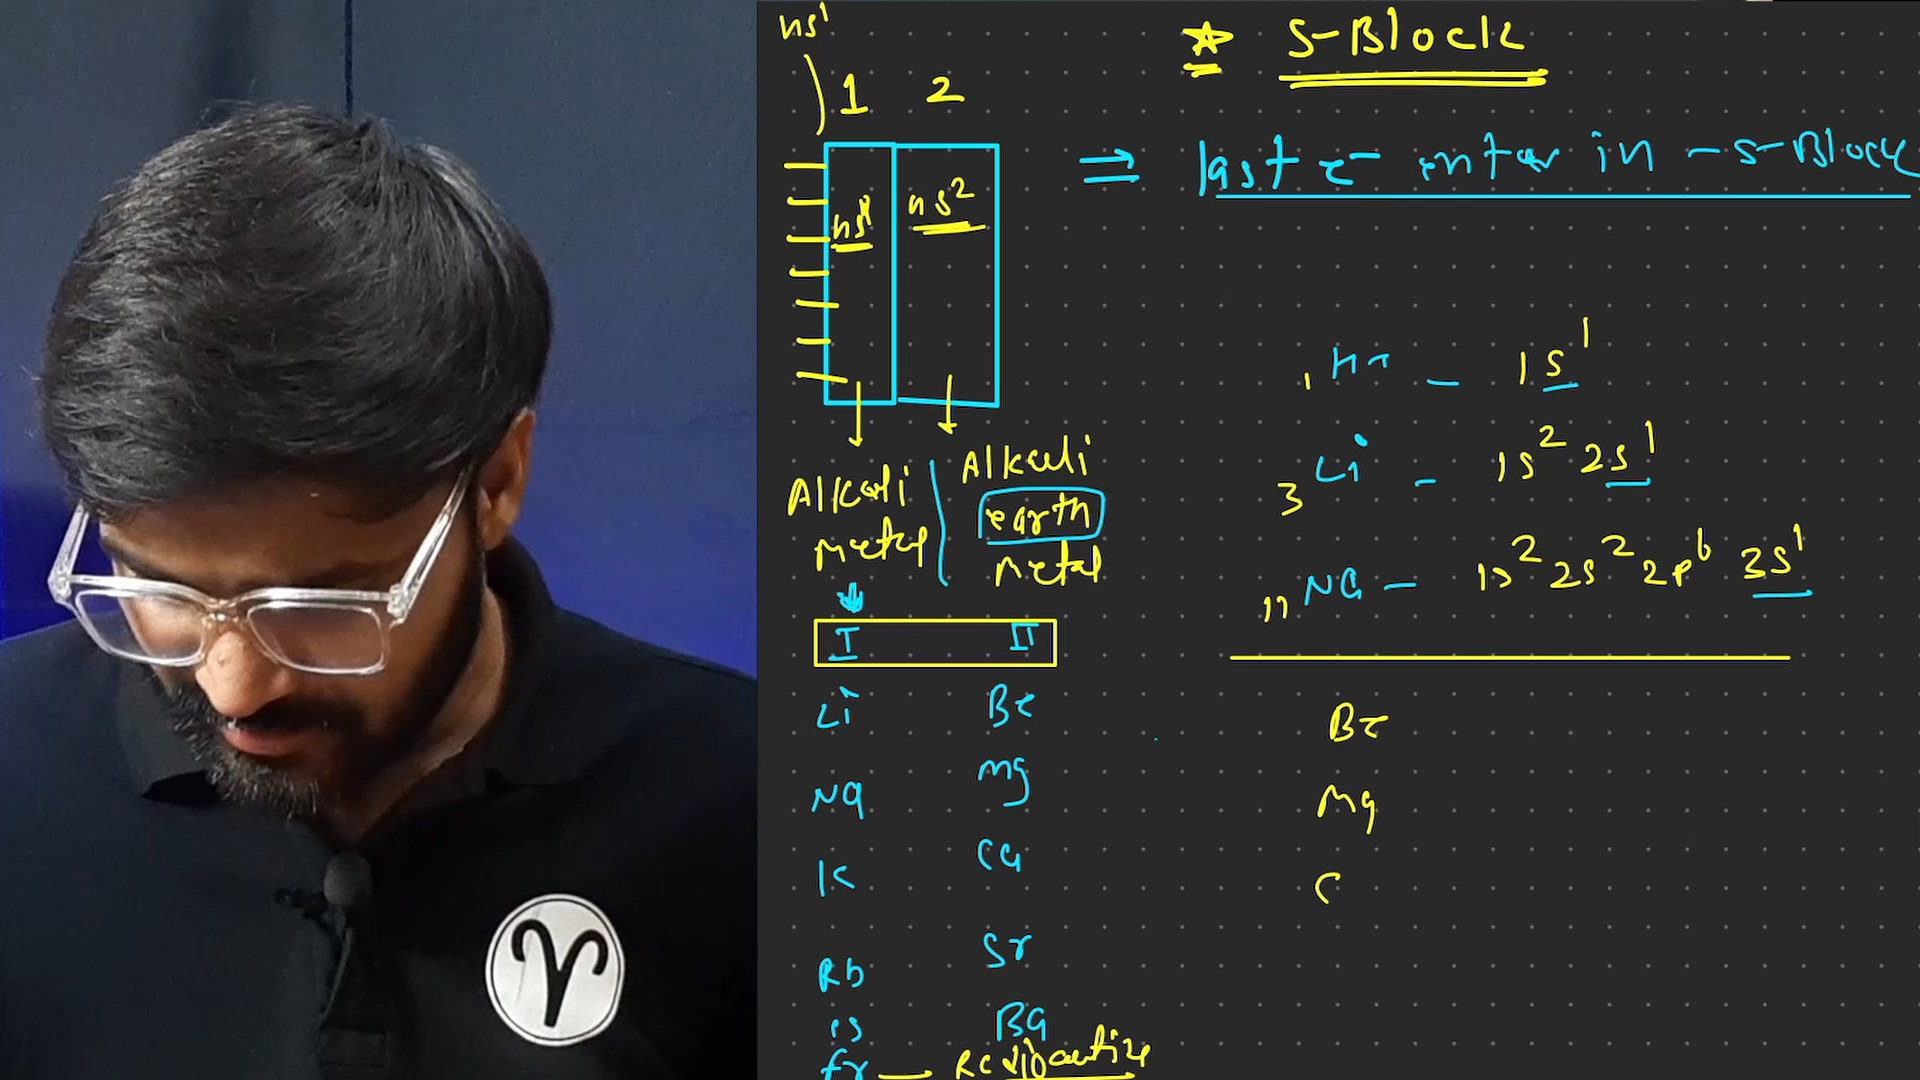 ns¹
☆ S-Block
1 2
⇒ last e⁻ enter in - s-Block
ns¹ ns²
₁H - 1s¹
₃Li - 1s² 2s¹
₁₁Na - 1s² 2s² 2p⁶ 3s¹
Alkali metal
Alkali earth metal
I II
Li Be
Na Mg
K Ca
Rb Sr
Cs Ba
Fr — Radioactive
Be
Mg
C